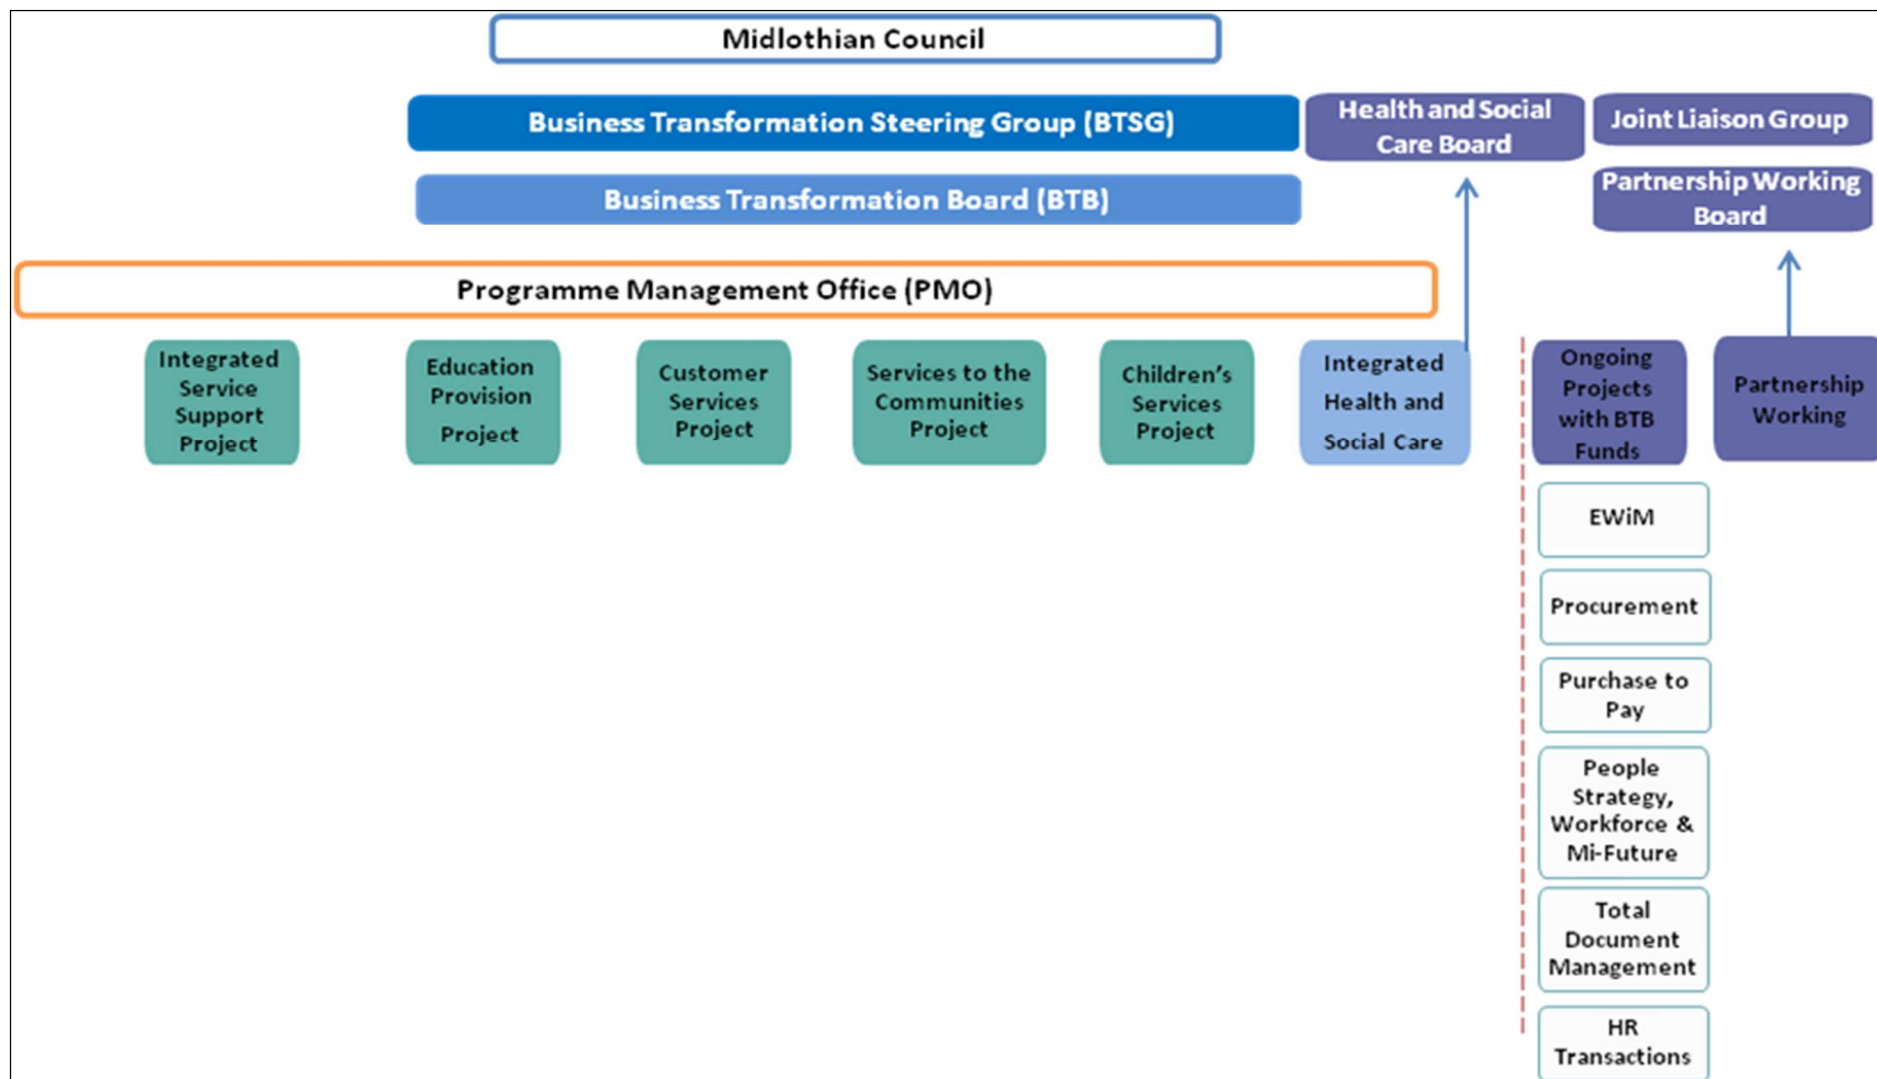 Midlothian Council
Business Transformation Steering Group (BTSG)
Health and Social
Care Board
Joint Liaison Group
Business Transformation Board (BTB)
Partnership Working
Board
Programme Management Office (PMO)
Integrated
Service
Support
Project
Education
Provision
Project
Customer
Services
Project
Services to the
Communities
Project
Children's
Services
Project
Integrated
Health and
Social Care
Ongoing
Projects
with BTB
Funds
Partnership
Working
EWiM
Procurement
Purchase to
Pay
People
Strategy,
Workforce &
Mi-Future
Total
Document
Management
HR
Transactions